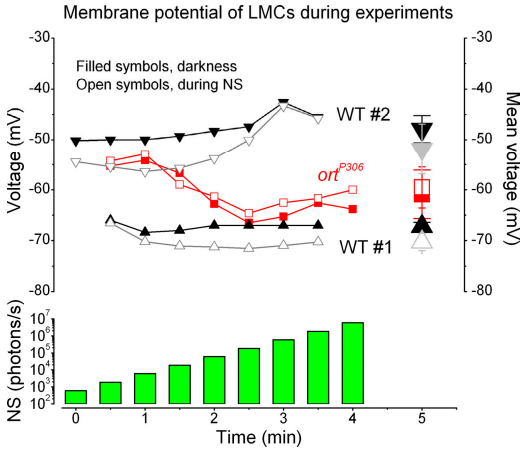 Membrane potential of LMCs during experiments
-30 -30
Filled symbols, darkness
Open symbols, during NS
-40 -40
WT #2
-50 -50
Voltage (mV)
Mean voltage (mV)
ort^P306
-60 -60
-70 -70
WT #1
-80 -80
NS (photons/s)
10^7
10^6
10^5
10^4
10^3
10^2
0 1 2 3 4 5
Time (min)